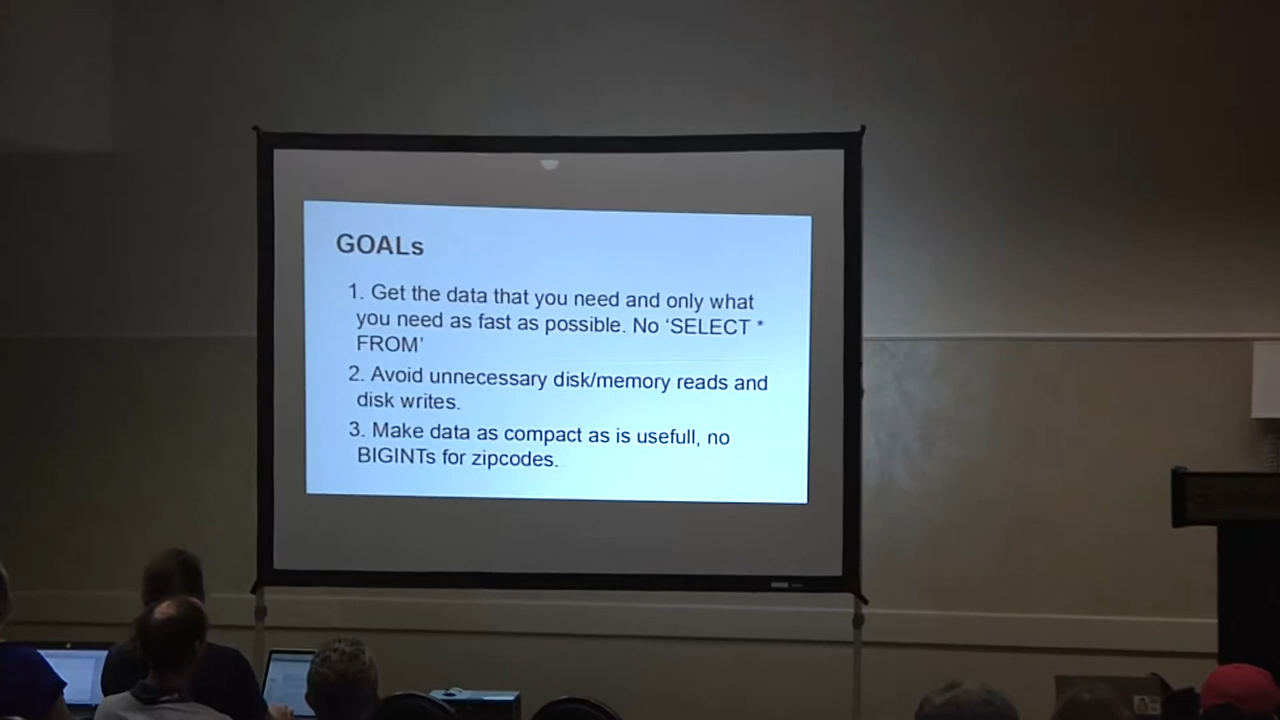 GOALs
1. Get the data that you need and only what
you need as fast as possible. No ‘SELECT *
FROM’
2. Avoid unnecessary disk/memory reads and
disk writes.
3. Make data as compact as is usefull, no
BIGINTs for zipcodes.